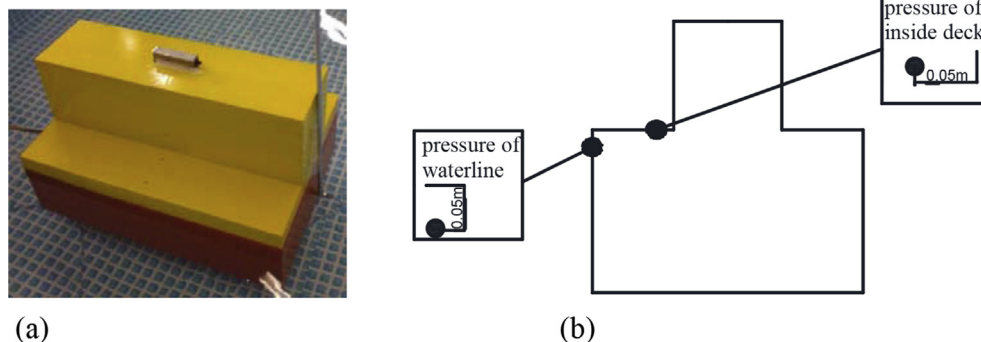 pressure of
inside deck
0.05m
pressure of
waterline
0.05m
(a)
(b)